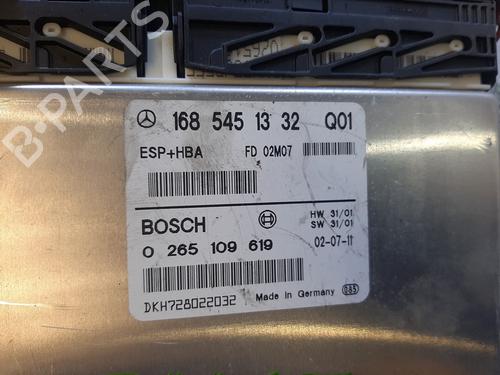 168 545 13 32 Q01
ESP+HBA FD 02M07
BOSCH HW 31/01
SW 31/01
0 265 109 619 02-07-11
DKH728022032 Made in Germany 085
B-PARTS